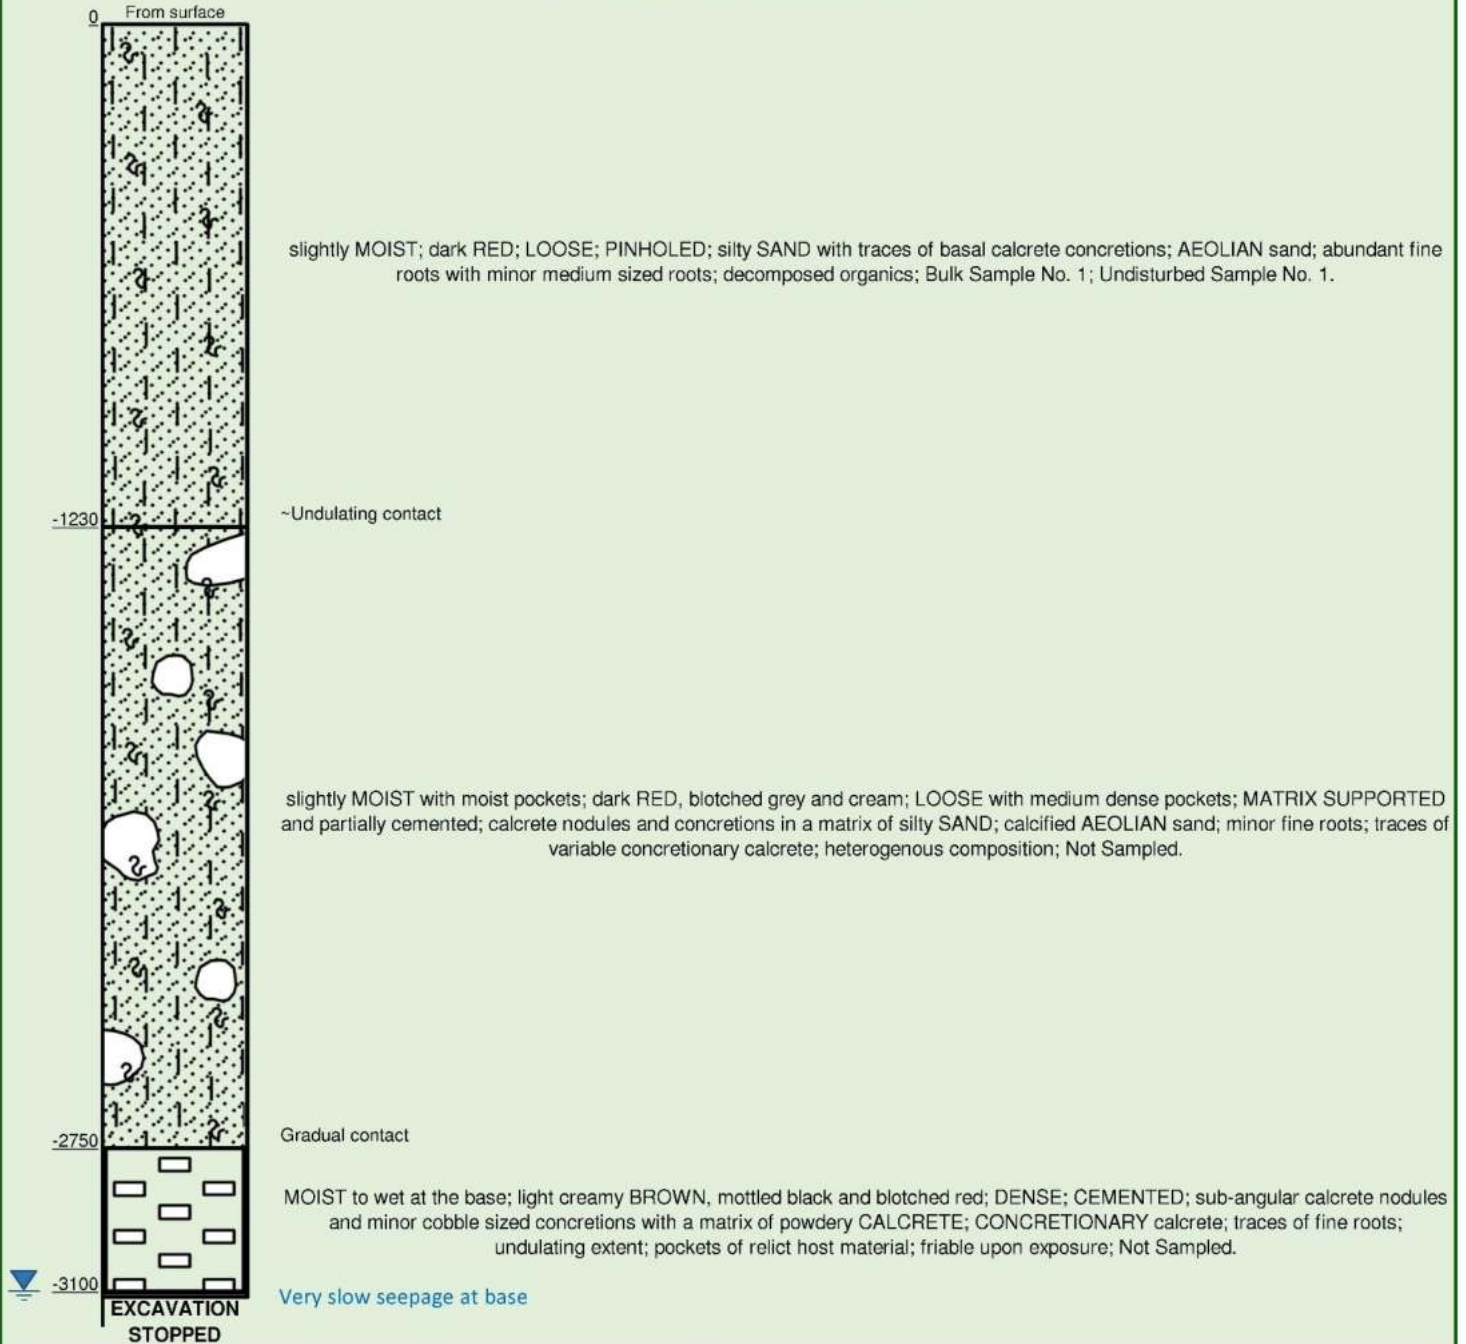 0 From surface
slightly MOIST; dark RED; LOOSE; PINHOLED; silty SAND with traces of basal calcrete concretions; AEOLIAN sand; abundant fine
roots with minor medium sized roots; decomposed organics; Bulk Sample No. 1; Undisturbed Sample No. 1.
-1230 ~Undulating contact
slightly MOIST with moist pockets; dark RED, blotched grey and cream; LOOSE with medium dense pockets; MATRIX SUPPORTED
and partially cemented; calcrete nodules and concretions in a matrix of silty SAND; calcified AEOLIAN sand; minor fine roots; traces of
variable concretionary calcrete; heterogenous composition; Not Sampled.
-2750 Gradual contact
MOIST to wet at the base; light creamy BROWN, mottled black and blotched red; DENSE; CEMENTED; sub-angular calcrete nodules
and minor cobble sized concretions with a matrix of powdery CALCRETE; CONCRETIONARY calcrete; traces of fine roots;
undulating extent; pockets of relict host material; friable upon exposure; Not Sampled.
-3100 Very slow seepage at base
EXCAVATION
STOPPED